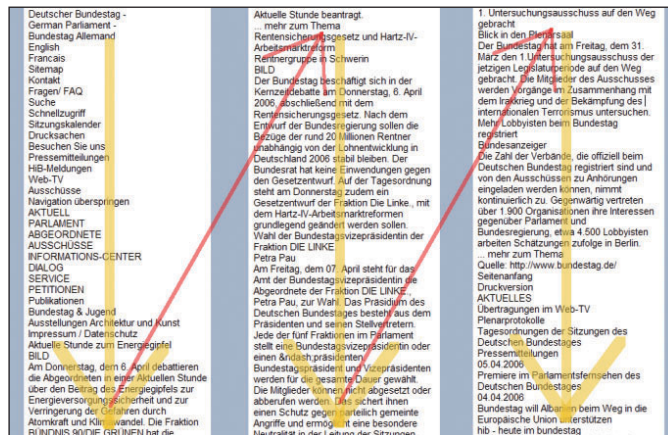 Deutscher Bundestag -
German Parliament -
Bundestag Allemand
English
Francais
Sitemap
Kontakt
Fragen/ FAQ
Suche
Schnellzugriff
Sitzungskalender
Drucksachen
Besuchen Sie uns
Pressemitteilungen
HiB-Meldungen
Web-TV
Ausschüsse
Navigation überspringen
AKTUELL
PARLAMENT
ABGEORDNETE
AUSSCHÜSSE
INFORMATIONS-CENTER
DIALOG
SERVICE
PETITIONEN
Publikationen
Bundestag & Jugend
Ausstellungen Architektur und Kunst
Impressum / Datenschutz
Aktuelle Stunde zum Energiegipfel
BILD
Am Donnerstag, dem 6. April debattieren
die Abgeordneten in einer Aktuellen Stunde
über den Beitrag des Energiegipfels zur
Energieversorgungssicherheit und zur
Verringerung der Gefahren durch
Atomkraft und Klimawandel. Die Fraktion
BÜNDNIS 90/DIE GRÜNEN hat die
Aktuelle Stunde beantragt.
... mehr zum Thema
Rentensicherungsgesetz und Hartz-IV-
Arbeitsmarktreform
Rentnergruppe in Schwerin
BILD
Der Bundestag beschäftigt sich in der
Kernzeitdebatte am Donnerstag, 6. April
2006, abschließend mit dem
Rentensicherungsgesetz. Nach dem
Entwurf der Bundesregierung sollen die
Bezüge der rund 20 Millionen Rentner
unabhängig von der Lohnentwicklung in
Deutschland 2006 stabil bleiben. Der
Bundesrat hat keine Einwendungen gegen
den Gesetzentwurf. Auf der Tagesordnung
steht am Donnerstag zudem ein
Gesetzentwurf der Fraktion Die Linke., mit
dem Hartz-IV-Arbeitsmarktreformen
grundlegend geändert werden sollen.
Wahl der Bundestagsvizepräsidentin der
Fraktion DIE LINKE.
Petra Pau
Am Freitag, dem 07. April steht für das
Amt der Bundestagsvizepräsidentin die
Abgeordnete der Fraktion DIE LINKE.,
Petra Pau, zur Wahl. Das Präsidium des
Deutschen Bundestages besteht aus dem
Präsidenten und seinen Stellvertretern.
Jede der fünf Fraktionen im Parlament
stellt eine Bundestagsvizepräsidentin oder
einen &ndash;präsidenten.
Bundestagspräsident und Vizepräsidenten
werden für die gesamte Dauer gewählt.
Die Mitglieder können nicht abgesetzt oder
abberufen werden. Das sichert ihnen
einen Schutz gegen parteilich gemeinte
Angriffe und ermöglicht eine besondere
Neutralität in der Leitung der Sitzungen.
1. Untersuchungsausschuss auf den Weg
gebracht
Blick in den Plenarsaal
Der Bundestag hat am Freitag, dem 31.
März den 1.Untersuchungsausschuss der
jetzigen Legislaturperiode auf den Weg
gebracht. Die Mitglieder des Ausschusses
werden Vorgänge im Zusammenhang mit
dem Irakkrieg und der Bekämpfung des
internationalen Terrorismus untersuchen.
Mehr Lobbyisten beim Bundestag
registriert
Bundesanzeiger
Die Zahl der Verbände, die offiziell beim
Deutschen Bundestag registriert sind und
von den Ausschüssen zu Anhörungen
eingeladen werden können, nimmt
kontinuierlich zu. Gegenwärtig vertreten
über 1.900 Organisationen ihre Interessen
gegenüber Parlament und
Bundesregierung, etwa 4.500 Lobbyisten
arbeiten Schätzungen zufolge in Berlin.
... mehr zum Thema
Quelle: http://www.bundestag.de/
Seitenanfang
Druckversion
AKTUELLES
Übertragungen im Web-TV
Plenarprotokolle
Tagesordnungen der Sitzungen des
Deutschen Bundestages
Pressemitteilungen
05.04.2006
Premiere im Parlamentsfernsehen des
Deutschen Bundestages
04.04.2006
Bundestag will Albanien beim Weg in die
Europäische Union unterstützen
hib - heute im bundestag